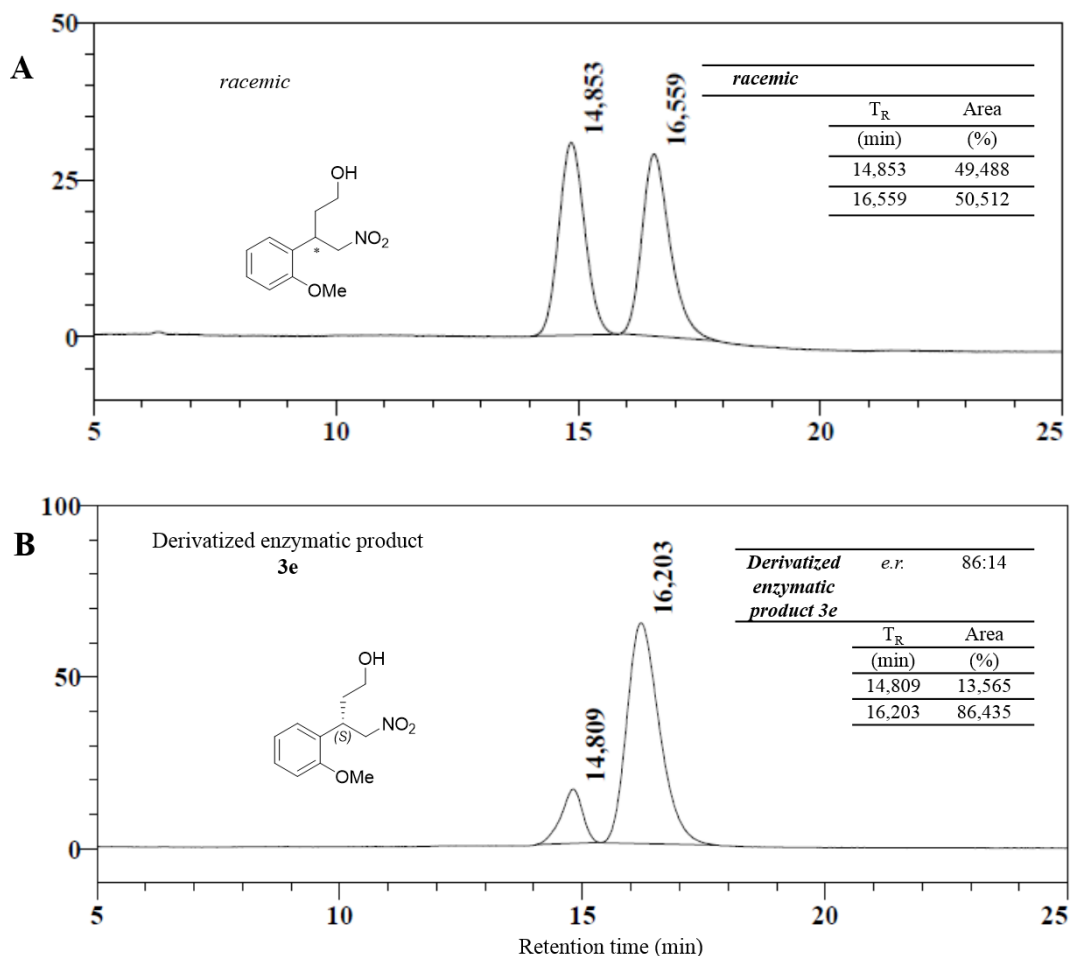 A
racemic
50
25
0
14,853
16,559
OH
NO2
*
OMe
racemic
TR Area
(min) (%)
14,853 49,488
16,559 50,512
5 10 15 20 25
B
Derivatized enzymatic product
3e
100
50
0
14,809
16,203
OH
NO2
(S)
OMe
Derivatized e.r. 86:14
enzymatic
product 3e
TR Area
(min) (%)
14,809 13,565
16,203 86,435
5 10 15 20 25
Retention time (min)